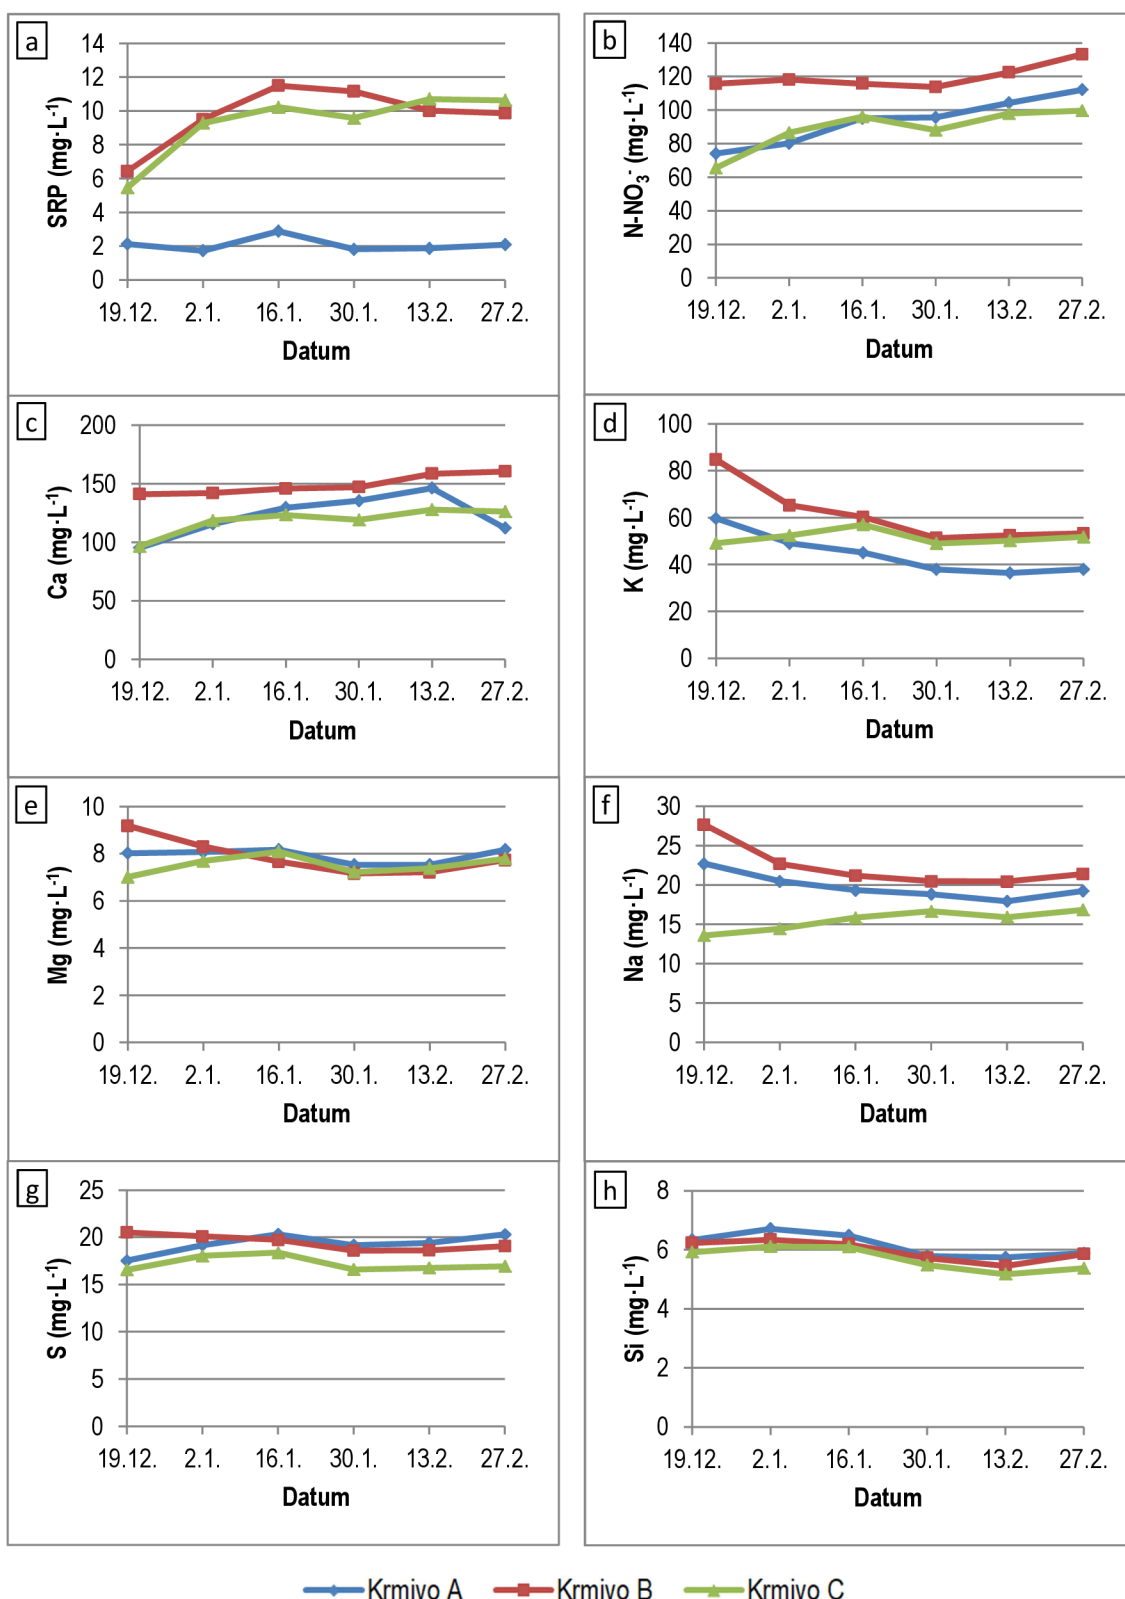 a
14
12
10
8
6
4
2
0
SRP (mg·L⁻¹)
19.12. 2.1. 16.1. 30.1. 13.2. 27.2.
Datum
b
140
120
100
80
60
40
20
0
N-NO₃⁻ (mg·L⁻¹)
19.12. 2.1. 16.1. 30.1. 13.2. 27.2.
Datum
c
200
150
100
50
0
Ca (mg·L⁻¹)
19.12. 2.1. 16.1. 30.1. 13.2. 27.2.
Datum
d
100
80
60
40
20
0
K (mg·L⁻¹)
19.12. 2.1. 16.1. 30.1. 13.2. 27.2.
Datum
e
10
8
6
4
2
0
Mg (mg·L⁻¹)
19.12. 2.1. 16.1. 30.1. 13.2. 27.2.
Datum
f
30
25
20
15
10
5
0
Na (mg·L⁻¹)
19.12. 2.1. 16.1. 30.1. 13.2. 27.2.
Datum
g
25
20
15
10
5
0
S (mg·L⁻¹)
19.12. 2.1. 16.1. 30.1. 13.2. 27.2.
Datum
h
8
6
4
2
0
Si (mg·L⁻¹)
19.12. 2.1. 16.1. 30.1. 13.2. 27.2.
Datum
Krmivo A Krmivo B Krmivo C